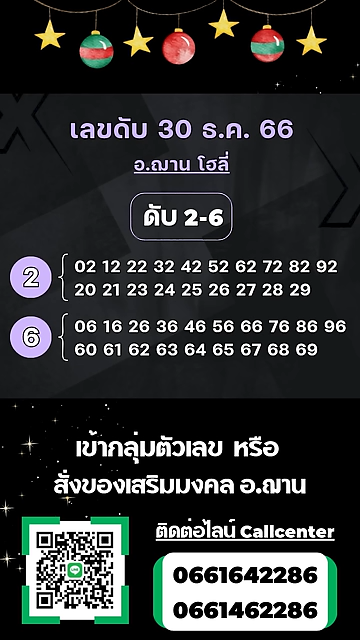 เลขดับ 30 ธ.ค. 66
อ.ฌาน โฮลี่
ดับ 2-6
2
02 12 22 32 42 52 62 72 82 92
20 21 23 24 25 26 27 28 29
6
06 16 26 36 46 56 66 76 86 96
60 61 62 63 64 65 67 68 69
เข้ากลุ่มตัวเลข หรือ
สั่งของเสริมมงคล อ.ฌาน
ติดต่อไลน์ Callcenter
0661642286
0661462286